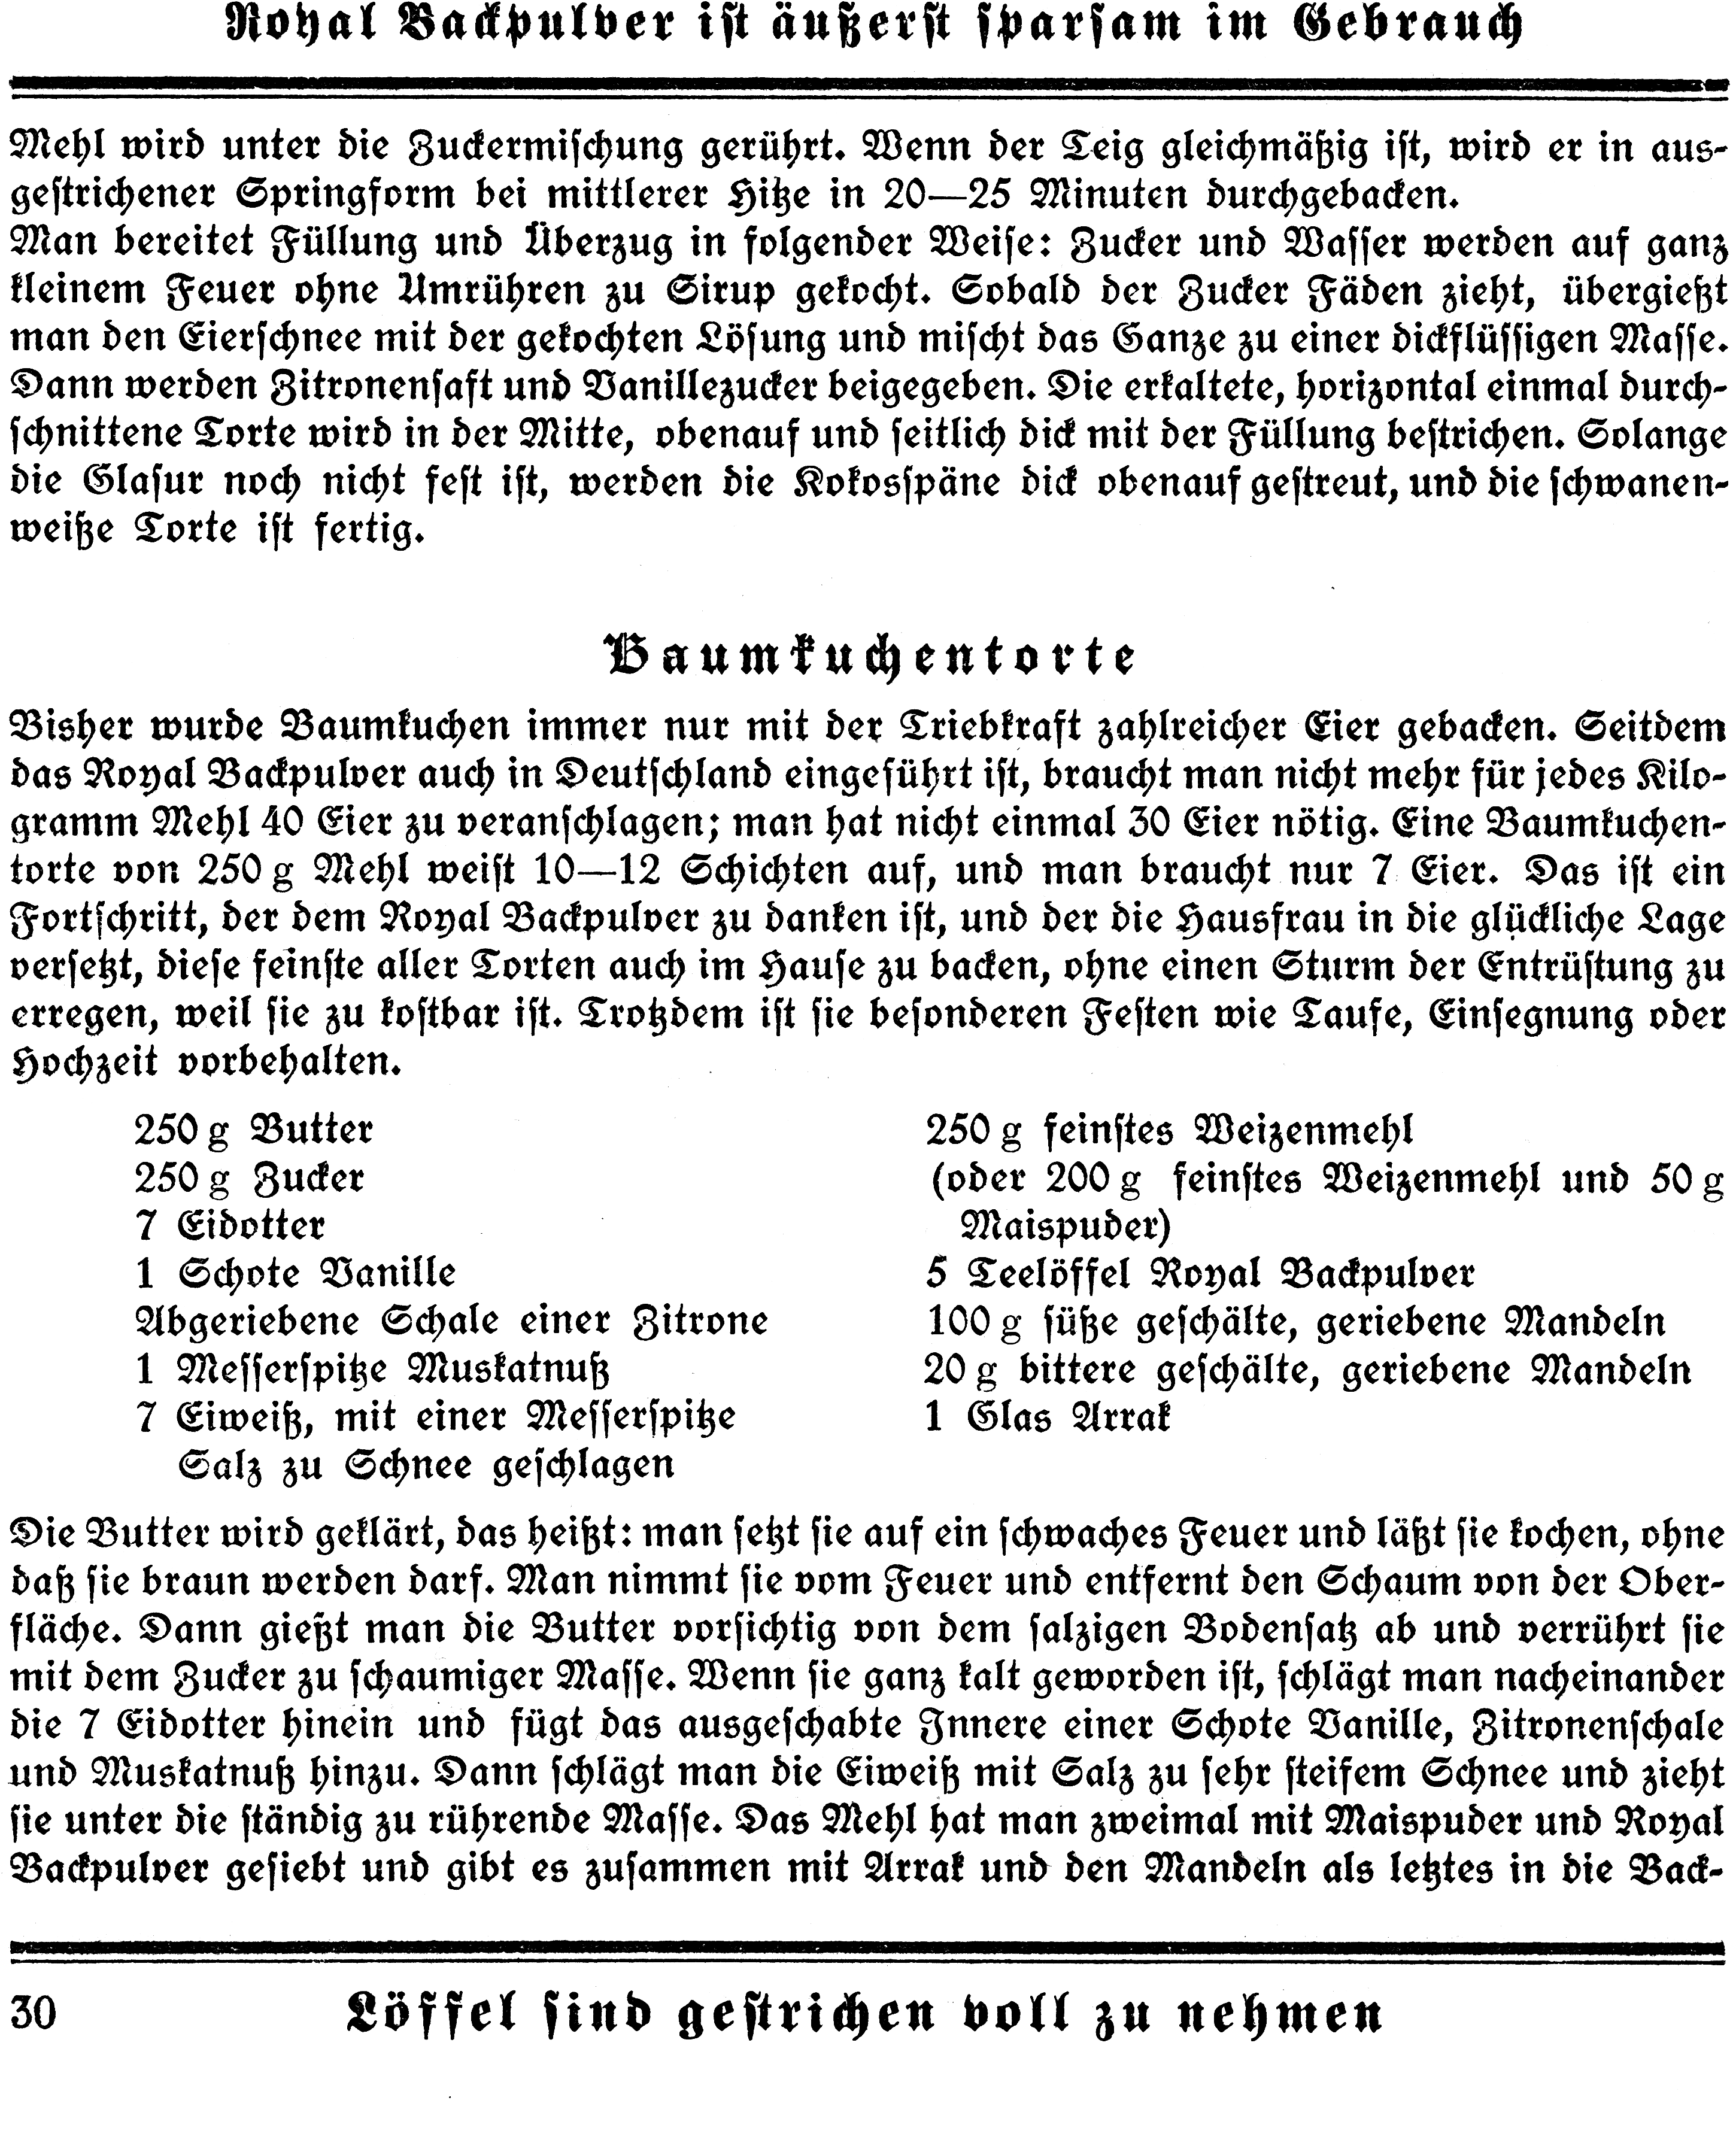 Royal Backpulver ist äußerst sparsam im Gebrauch
Mehl wird unter die Zuckermischung gerührt. Wenn der Teig gleichmäßig ist, wird er in aus-
gestrichener Springform bei mittlerer Hitze in 20—25 Minuten durchgebacken.
Man bereitet Füllung und Überzug in folgender Weise: Zucker und Wasser werden auf ganz
kleinem Feuer ohne Umrühren zu Sirup gekocht. Sobald der Zucker Fäden zieht, übergießt
man den Eierschnee mit der gekochten Lösung und mischt das Ganze zu einer dickflüssigen Masse.
Dann werden Zitronensaft und Vanillezucker beigegeben. Die erkaltete, horizontal einmal durch-
schnittene Torte wird in der Mitte, obenauf und seitlich dick mit der Füllung bestrichen. Solange
die Glasur noch nicht fest ist, werden die Kokosspäne dick obenauf gestreut, und die schwanen-
weiße Torte ist fertig.
Baumkuchentorte
Bisher wurde Baumkuchen immer nur mit der Triebkraft zahlreicher Eier gebacken. Seitdem
das Royal Backpulver auch in Deutschland eingeführt ist, braucht man nicht mehr für jedes Kilo-
gramm Mehl 40 Eier zu veranschlagen; man hat nicht einmal 30 Eier nötig. Eine Baumkuchen-
torte von 250 g Mehl weist 10—12 Schichten auf, und man braucht nur 7 Eier. Das ist ein
Fortschritt, der dem Royal Backpulver zu danken ist, und der die Hausfrau in die glückliche Lage
versetzt, diese feinste aller Torten auch im Hause zu backen, ohne einen Sturm der Entrüstung zu
erregen, weil sie zu kostbar ist. Trotzdem ist sie besonderen Festen wie Taufe, Einsegnung oder
Hochzeit vorbehalten.
250 g Butter
250 g Zucker
7 Eidotter
1 Schote Vanille
Abgeriebene Schale einer Zitrone
1 Messerspitze Muskatnuß
7 Eiweiß, mit einer Messerspitze
Salz zu Schnee geschlagen
250 g feinstes Weizenmehl
(oder 200 g feinstes Weizenmehl und 50 g
Maispuder)
5 Teelöffel Royal Backpulver
100 g süße geschälte, geriebene Mandeln
20 g bittere geschälte, geriebene Mandeln
1 Glas Arrak
Die Butter wird geklärt, das heißt: man setzt sie auf ein schwaches Feuer und läßt sie kochen, ohne
daß sie braun werden darf. Man nimmt sie vom Feuer und entfernt den Schaum von der Ober-
fläche. Dann gießt man die Butter vorsichtig von dem salzigen Bodensatz ab und verrührt sie
mit dem Zucker zu schaumiger Masse. Wenn sie ganz kalt geworden ist, schlägt man nacheinander
die 7 Eidotter hinein und fügt das ausgeschabte Innere einer Schote Vanille, Zitronenschale
und Muskatnuß hinzu. Dann schlägt man die Eiweiß mit Salz zu sehr steifem Schnee und zieht
sie unter die ständig zu rührende Masse. Das Mehl hat man zweimal mit Maispuder und Royal
Backpulver gesiebt und gibt es zusammen mit Arrak und den Mandeln als letztes in die Back-
30
Löffel sind gestrichen voll zu nehmen